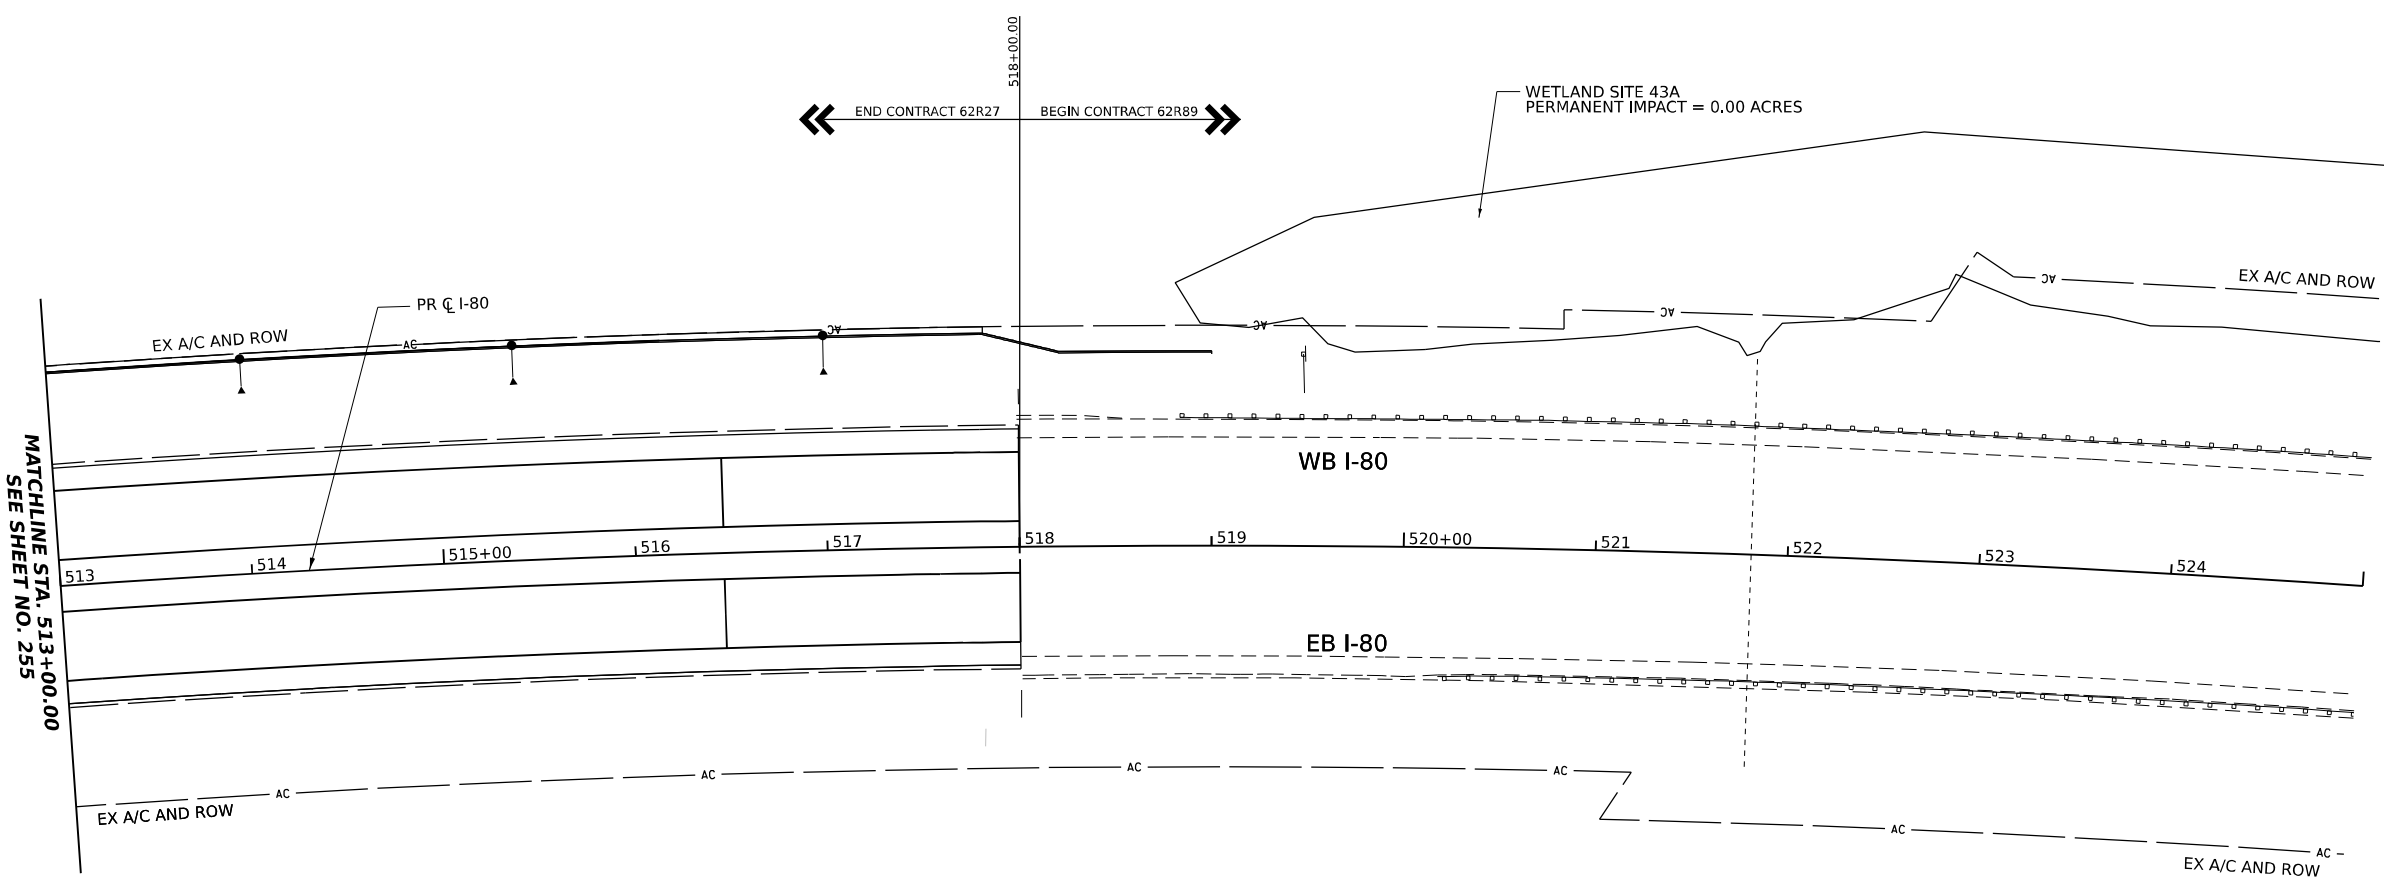 518+00.00
END CONTRACT 62R27
BEGIN CONTRACT 62R89
WETLAND SITE 43A
PERMANENT IMPACT = 0.00 ACRES
EX A/C AND ROW
PR ℄ I-80
EX A/C AND ROW
AC
AC
AC
AC
AC
MATCHLINE STA. 513+00.00
SEE SHEET NO. 255
WB I-80
513
514
515+00
516
517
518
519
520+00
521
522
523
524
EB I-80
AC
AC
AC
AC
EX A/C AND ROW
AC
AC
EX A/C AND ROW